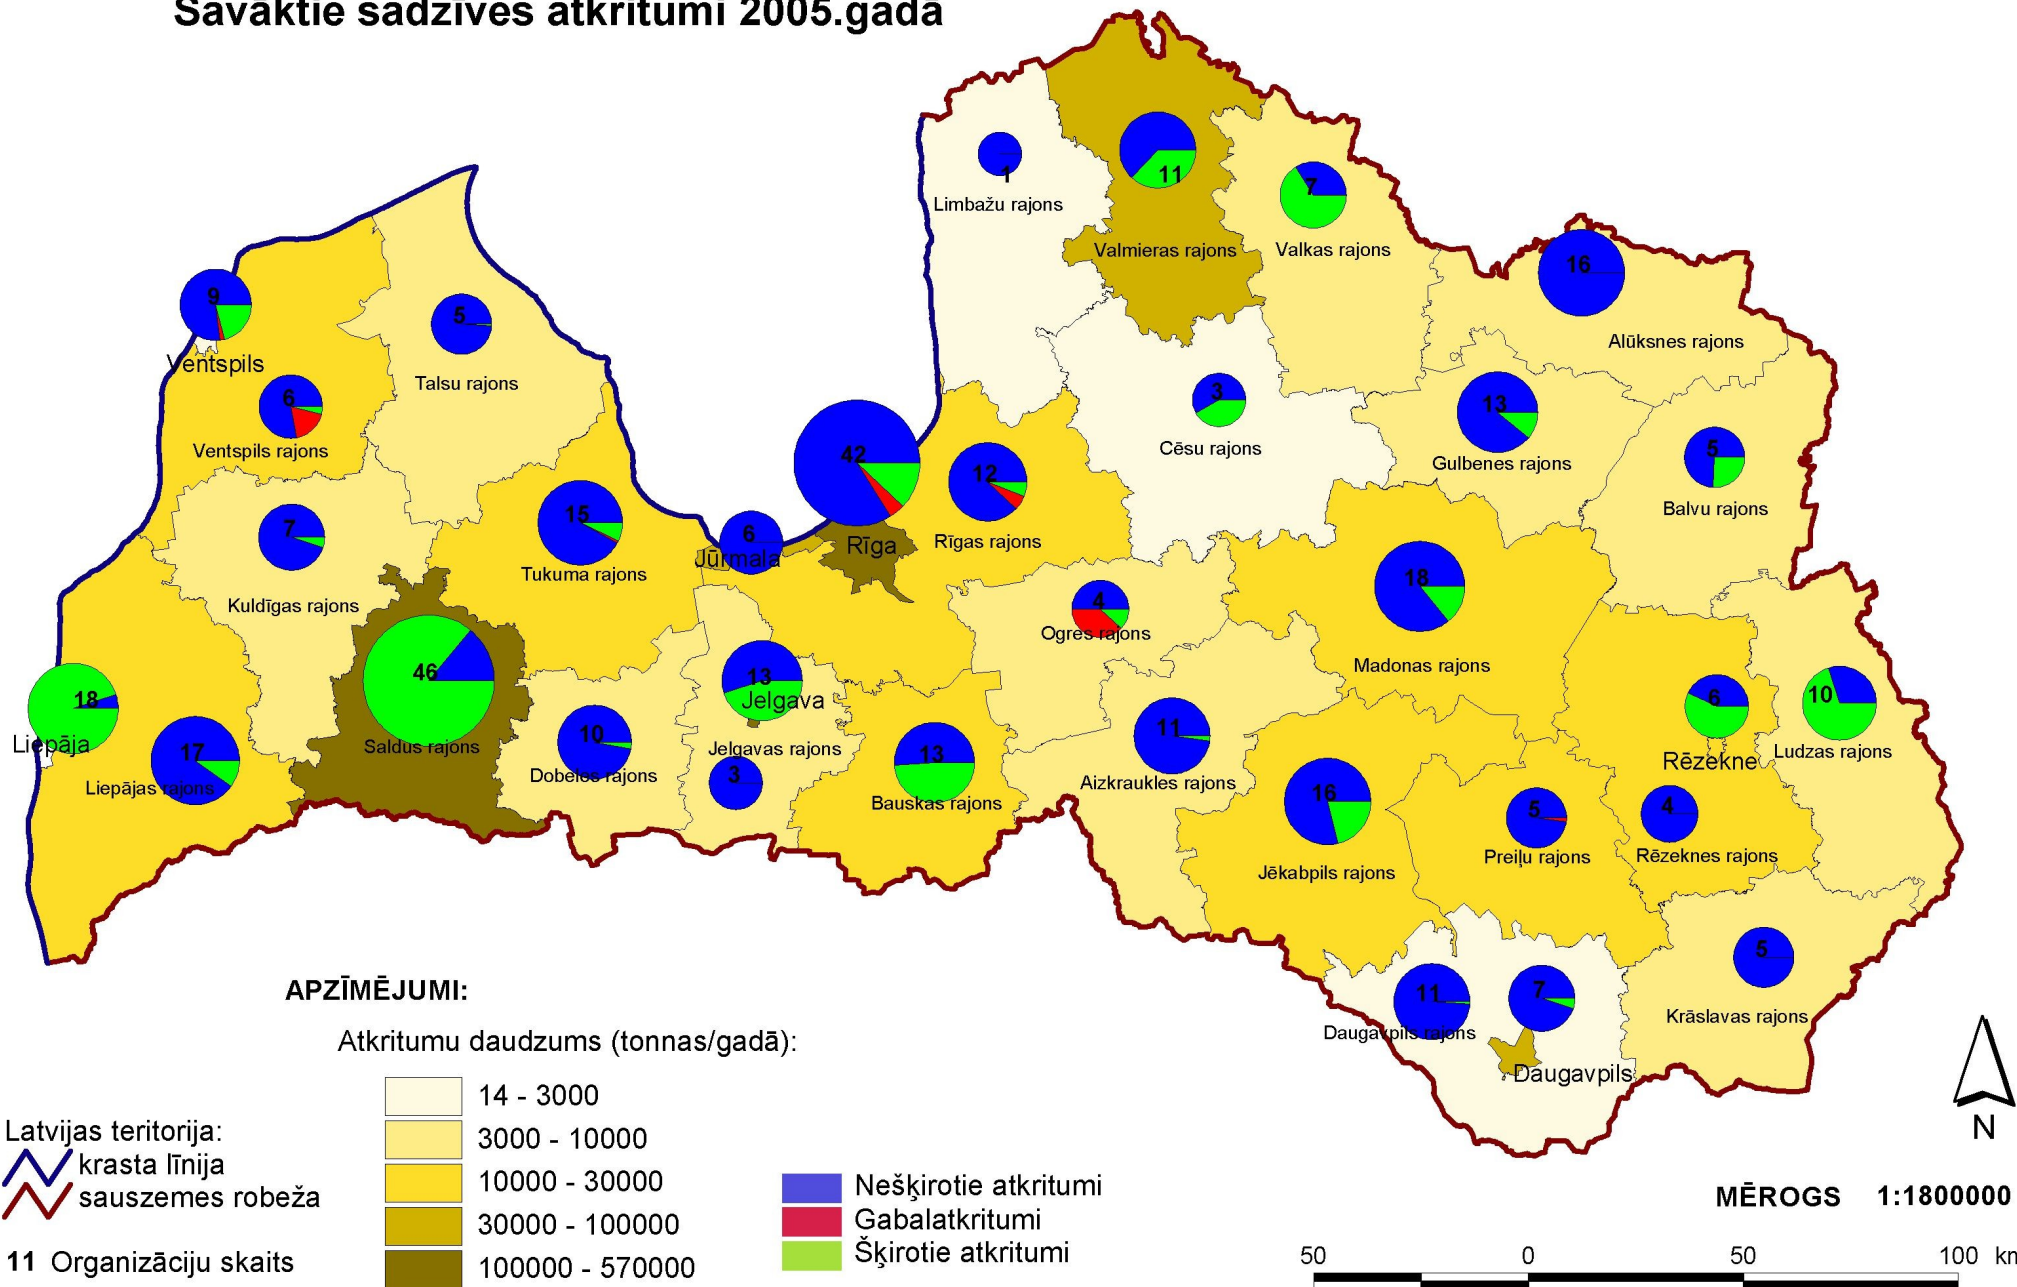 Savāktie sadzīves atkritumi 2005.gadā
1
Limbažu rajons
11
Valmieras rajons
7
Valkas rajons
16
Alūksnes rajons
9
Ventspils
5
Talsu rajons
6
Ventspils rajons
3
Cēsu rajons
13
Gulbenes rajons
5
Balvu rajons
42
Rīga
12
Rīgas rajons
7
Kuldīgas rajons
15
Tukuma rajons
6
Jūrmala
4
Ogres rajons
18
Madonas rajons
46
Saldus rajons
18
Liepāja
17
Liepājas rajons
10
Dobeles rajons
13
Jelgava
Jelgavas rajons
3
13
Bauskas rajons
11
Aizkraukles rajons
16
Jēkabpils rajons
5
Preiļu rajons
6
Rēzekne
4
Rēzeknes rajons
10
Ludzas rajons
5
Krāslavas rajons
11
Daugavpils rajons
7
Daugavpils
APZĪMĒJUMI:
Atkritumu daudzums (tonnas/gadā):
14 - 3000
3000 - 10000
10000 - 30000
30000 - 100000
100000 - 570000
Latvijas teritorija:
krasta līnija
sauszemes robeža
11 Organizāciju skaits
Nešķirotie atkritumi
Gabalatkritumi
Šķirotie atkritumi
N
MĒROGS 1:1800000
50 0 50 100 km